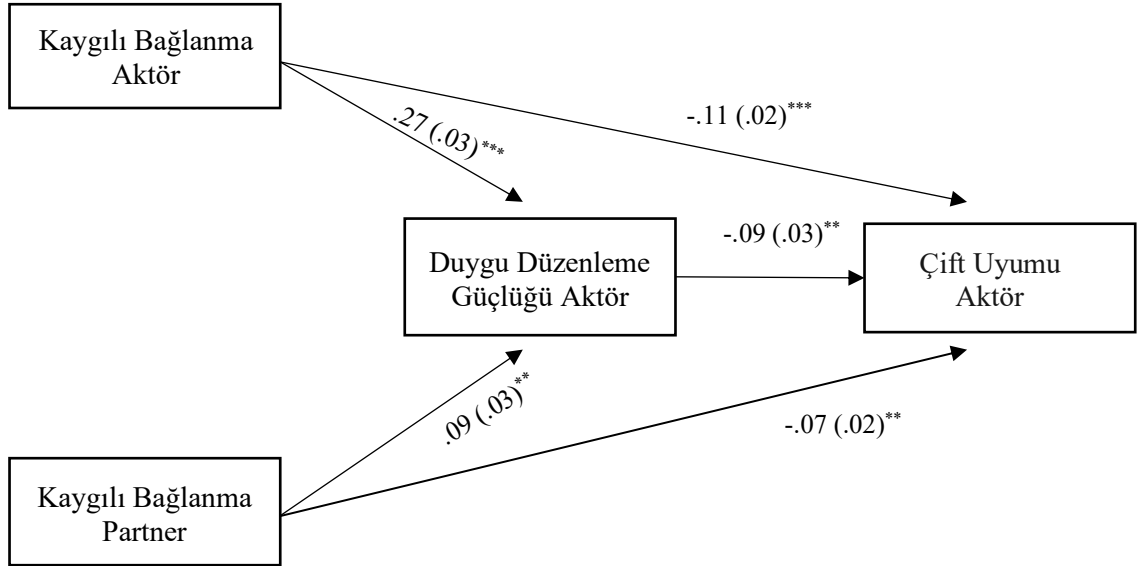 Kaygılı Bağlanma
Aktör
-.11 (.02)***
.27 (.03)***
-.09 (.03)**
Duygu Düzenleme
Güçlüğü Aktör
Çift Uyumu
Aktör
.09 (.03)**
-.07 (.02)**
Kaygılı Bağlanma
Partner